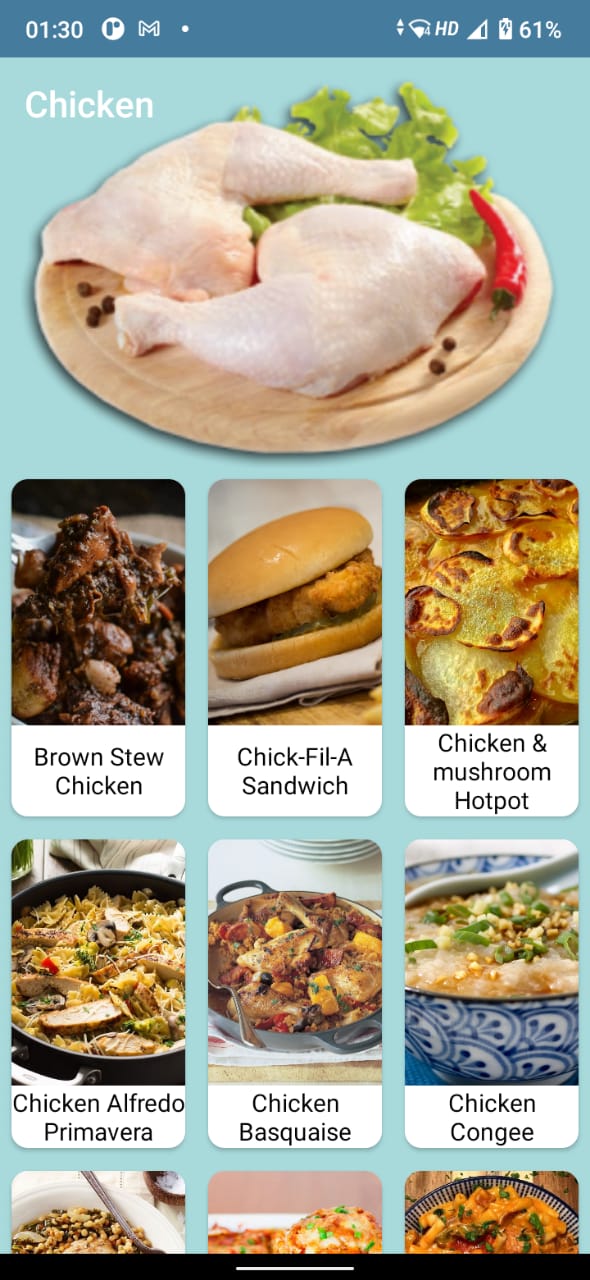 01:30
4 HD 61%
Chicken
Brown Stew
Chicken
Chick-Fil-A
Sandwich
Chicken &
mushroom
Hotpot
Chicken Alfredo
Primavera
Chicken
Basquaise
Chicken
Congee